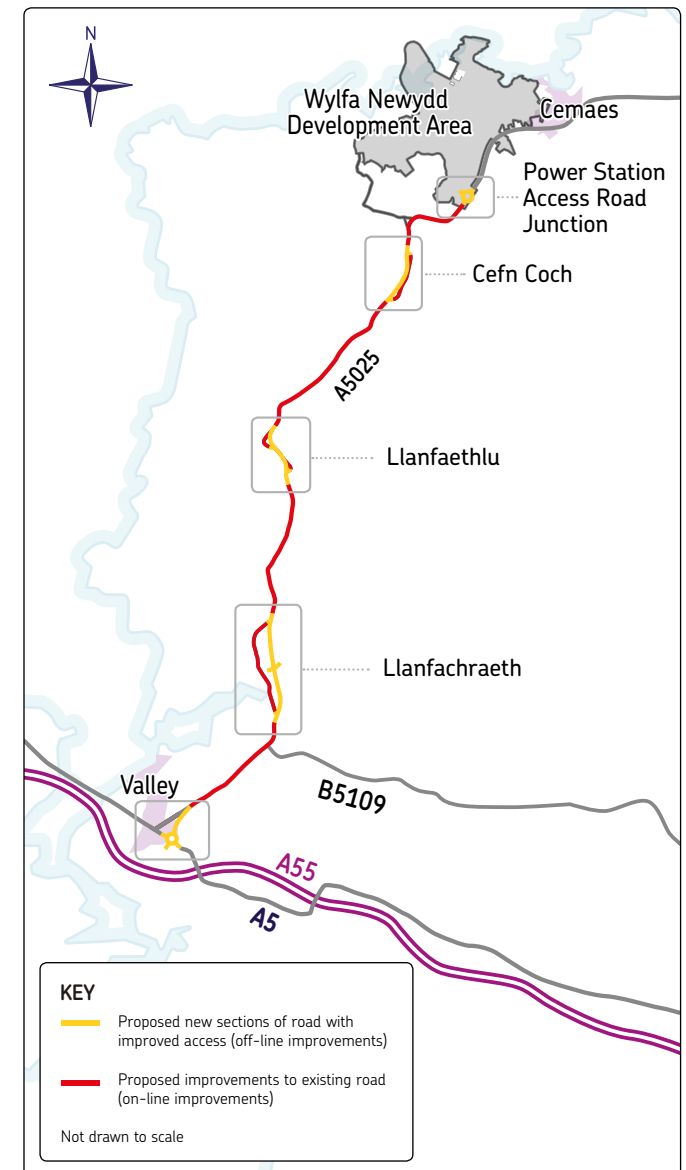 N
Wylfa Newydd
Development Area
Cemaes
Power Station
Access Road
Junction
Cefn Coch
A5025
Llanfaethlu
Llanfachraeth
Valley
B5109
A55
A5
KEY
Proposed new sections of road with
improved access (off-line improvements)
Proposed improvements to existing road
(on-line improvements)
Not drawn to scale